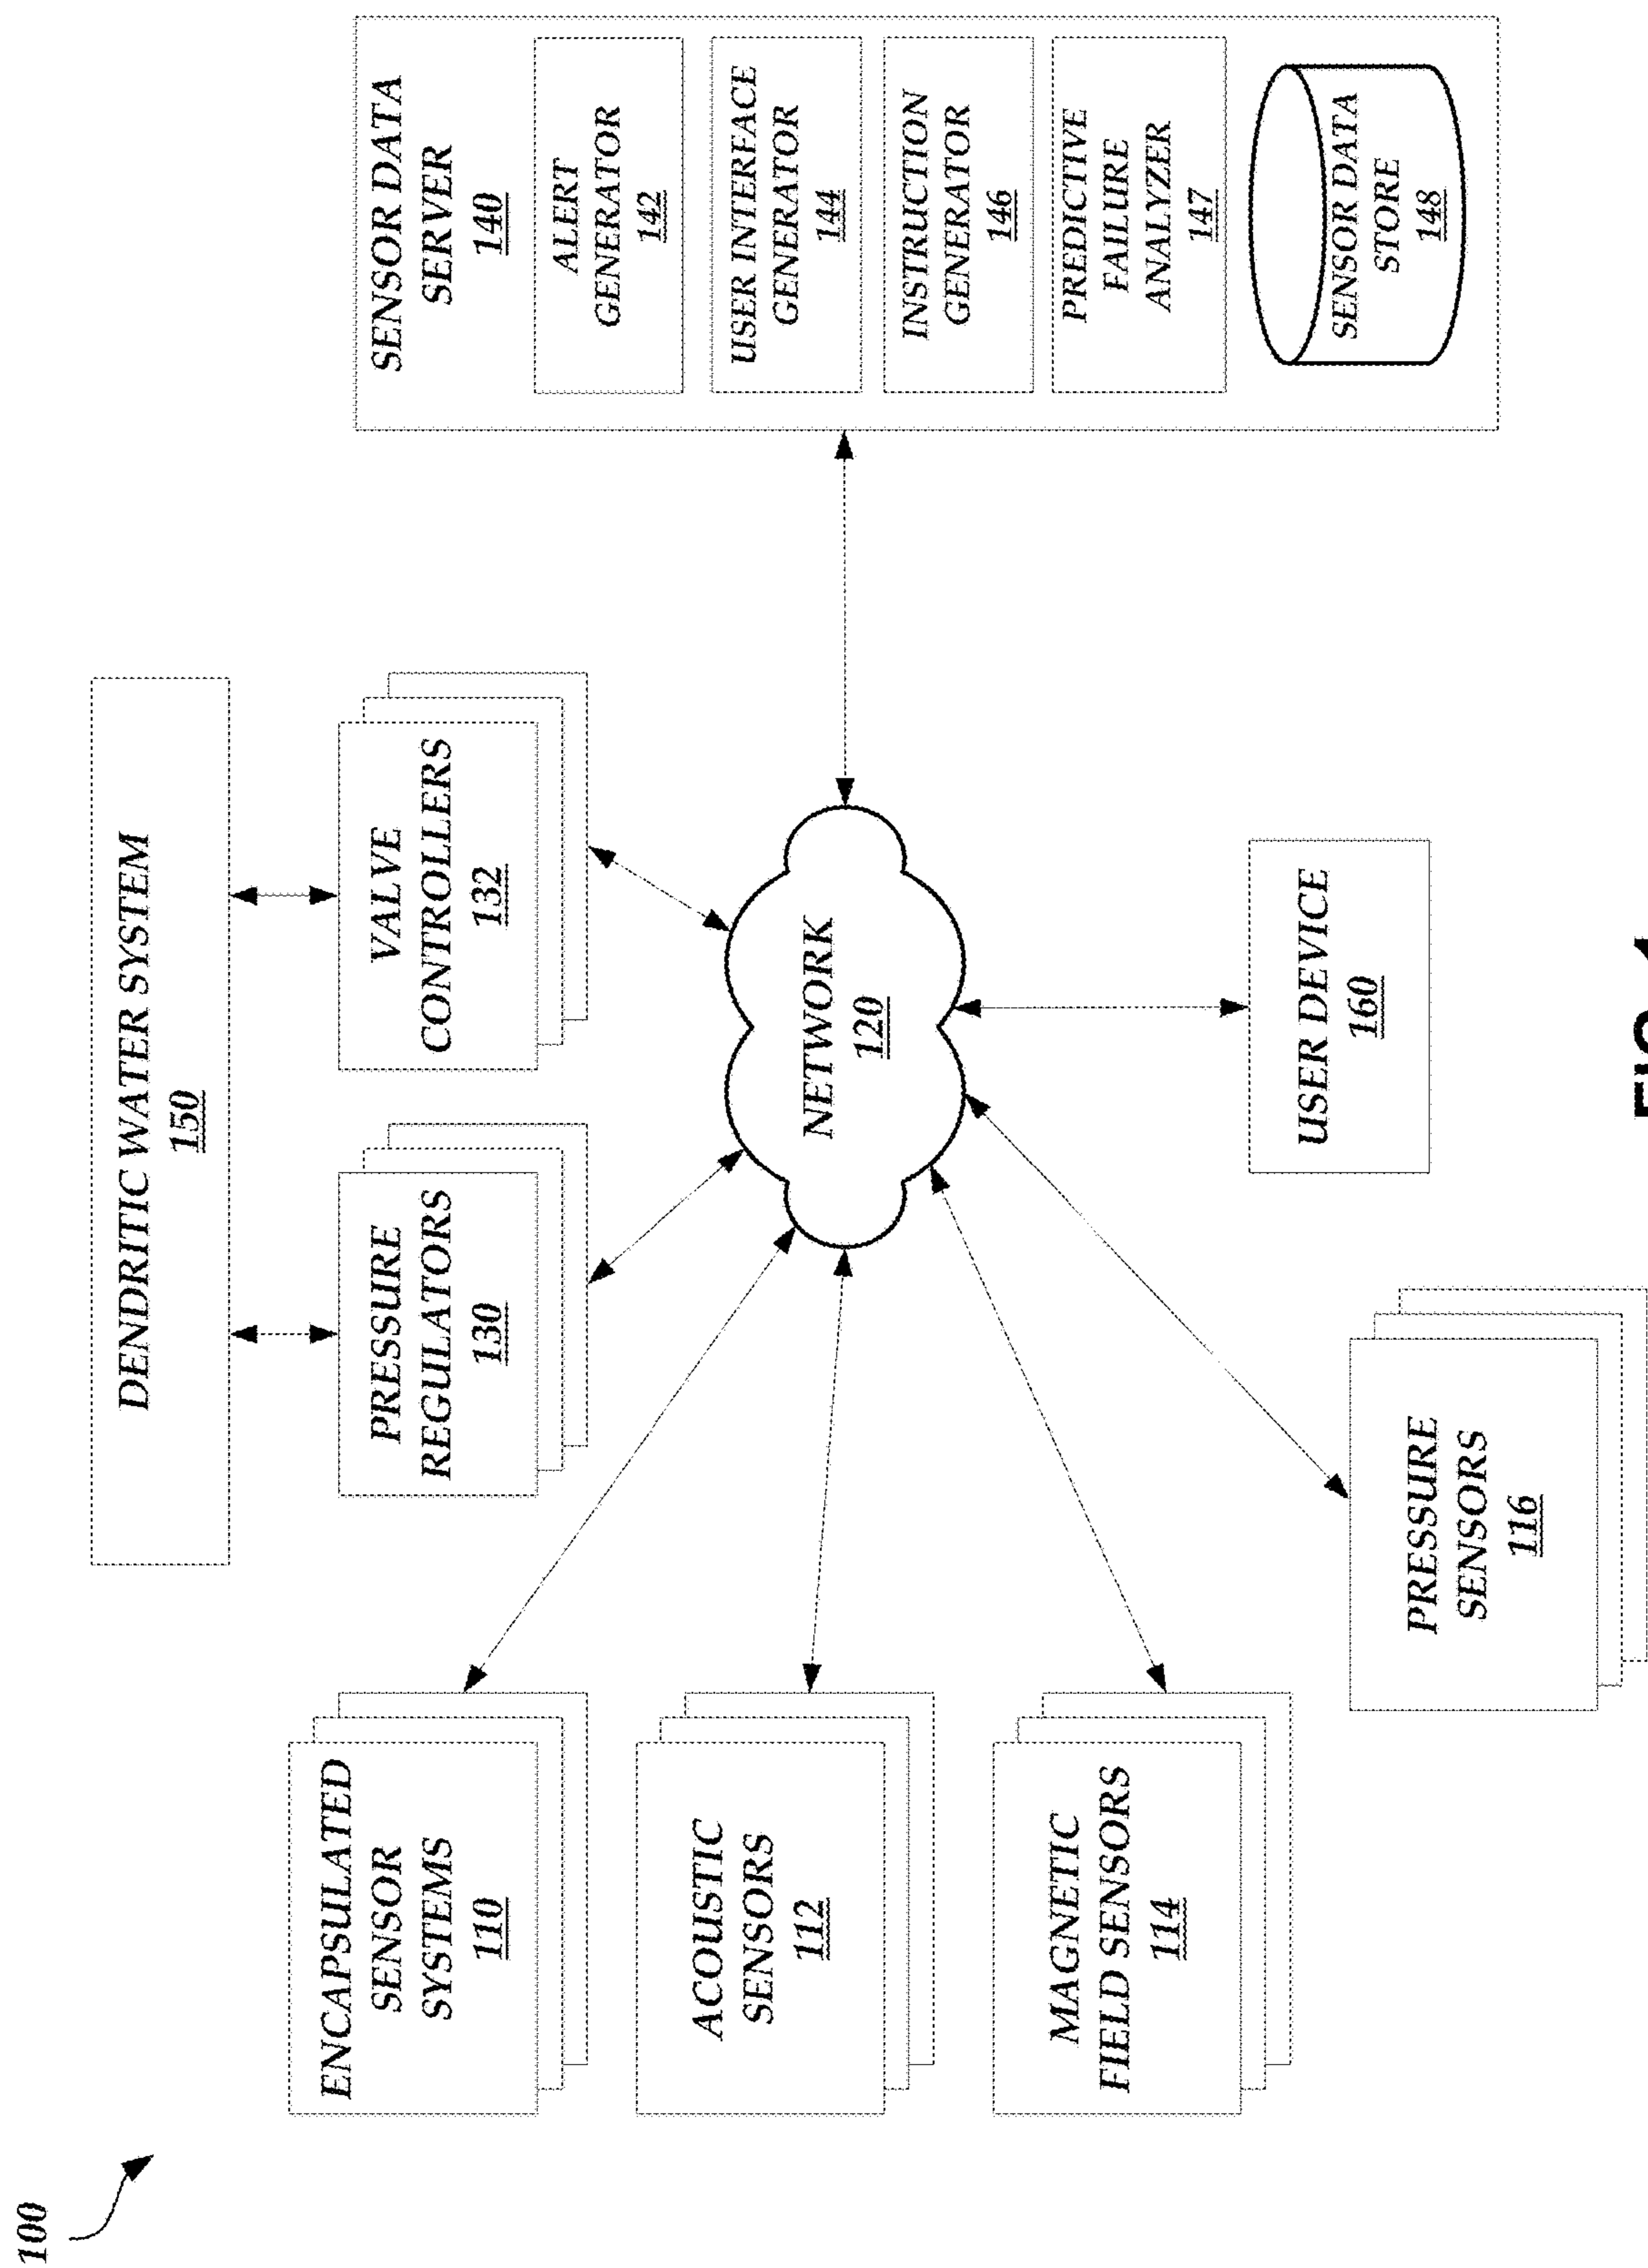 100
DENDRITIC WATER SYSTEM
150
PRESSURE
REGULATORS
130
VALVE
CONTROLLERS
132
ENCAPSULATED
SENSOR
SYSTEMS
110
ACOUSTIC
SENSORS
112
MAGNETIC
FIELD SENSORS
114
PRESSURE
SENSORS
116
NETWORK
120
USER DEVICE
160
SENSOR DATA
SERVER
140
ALERT
GENERATOR
142
USER INTERFACE
GENERATOR
144
INSTRUCTION
GENERATOR
146
PREDICTIVE
FAILURE
ANALYZER
147
SENSOR DATA
STORE
148